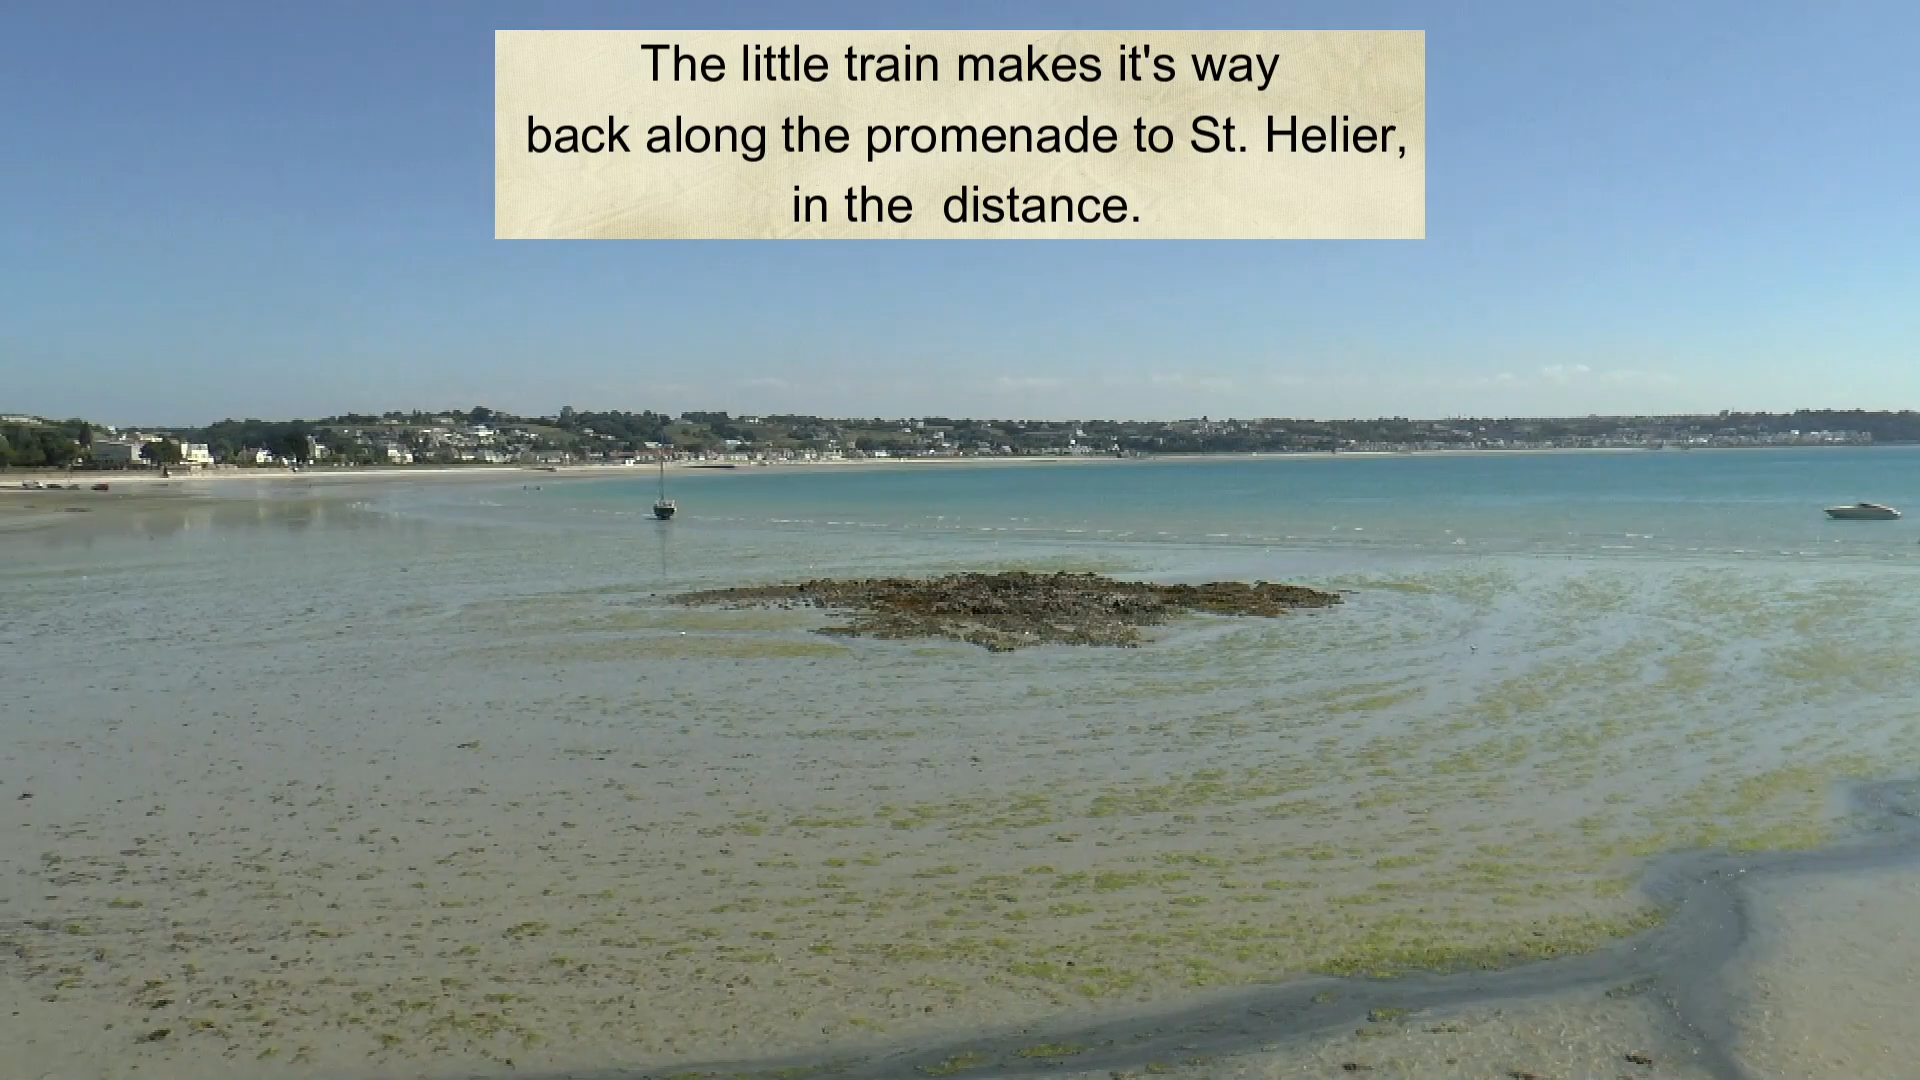 The little train makes it's way
back along the promenade to St. Helier,
in the  distance.